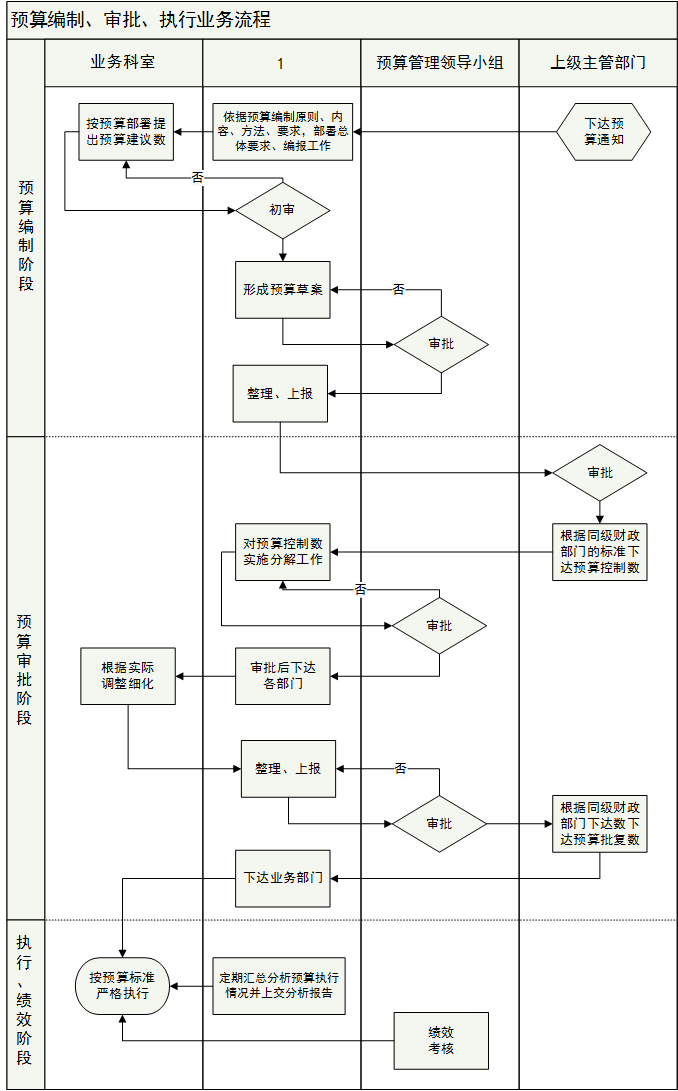 预算编制、审批、执行业务流程
业务科室
1
预算管理领导小组
上级主管部门
预算编制阶段
按预算部署提
出预算建议数
依据预算编制原则、内
容、方法、要求，部署总
体要求、编报工作
下达预
算通知
否
初审
形成预算草案
否
审批
整理、上报
预算审批阶段
审批
对预算控制数
实施分解工作
根据同级财政
部门的标准下
达预算控制数
否
审批
根据实际
调整细化
审批后下达
各部门
整理、上报
否
审批
根据同级财政
部门下达数下
达预算批复数
下达业务部门
执行、绩效阶段
按预算标准
严格执行
定期汇总分析预算执行
情况并上交分析报告
绩效
考核